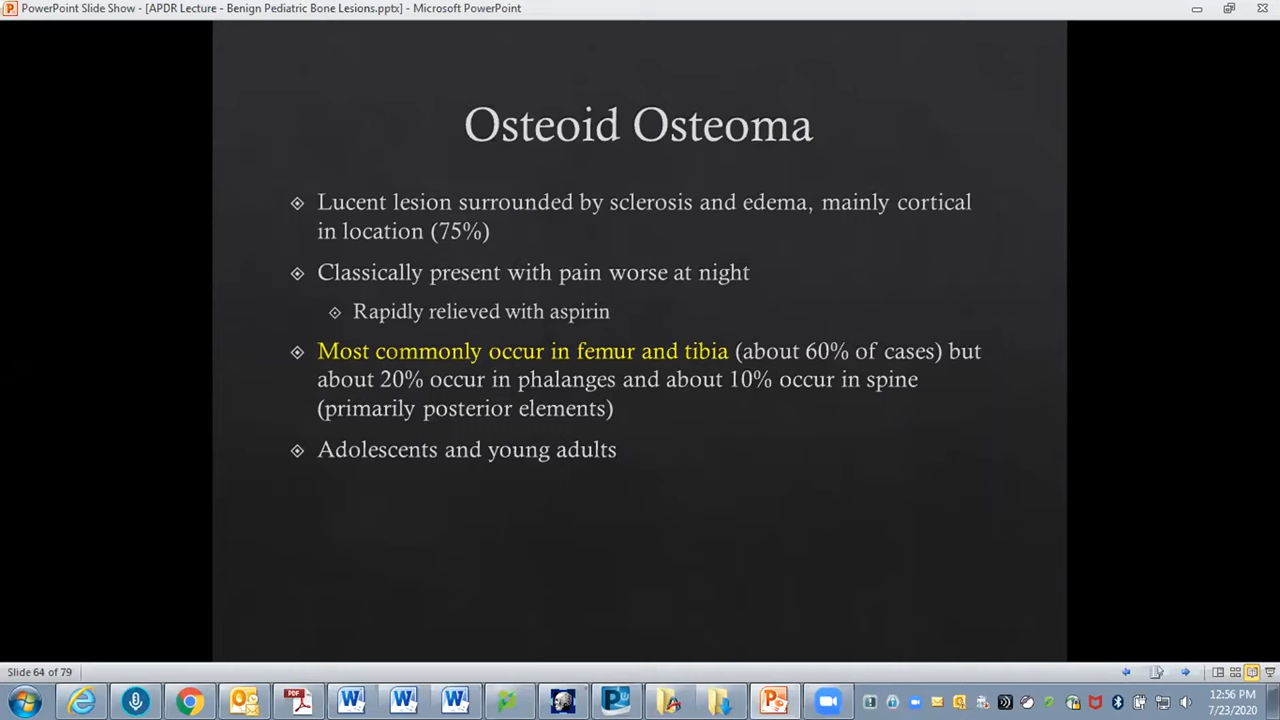 PowerPoint Slide Show - [APDR Lecture - Benign Pediatric Bone Lesions.pptx] - Microsoft PowerPoint
Osteoid Osteoma
Lucent lesion surrounded by sclerosis and edema, mainly cortical
in location (75%)
Classically present with pain worse at night
Rapidly relieved with aspirin
Most commonly occur in femur and tibia (about 60% of cases) but
about 20% occur in phalanges and about 10% occur in spine
(primarily posterior elements)
Adolescents and young adults
Slide 64 of 79
12:56 PM
7/23/2020